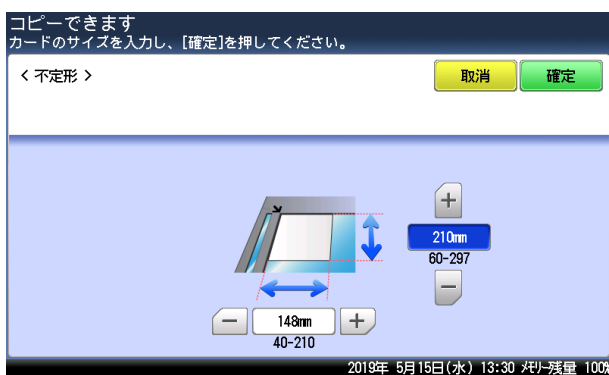 コピーできます
カードのサイズを入力し、[確定]を押してください。
< 不定形 >
取消
確定
+
210mm
60-297
−
− 148mm +
40-210
2019年 5月15日(水) 13:30 メモリー残量 100%